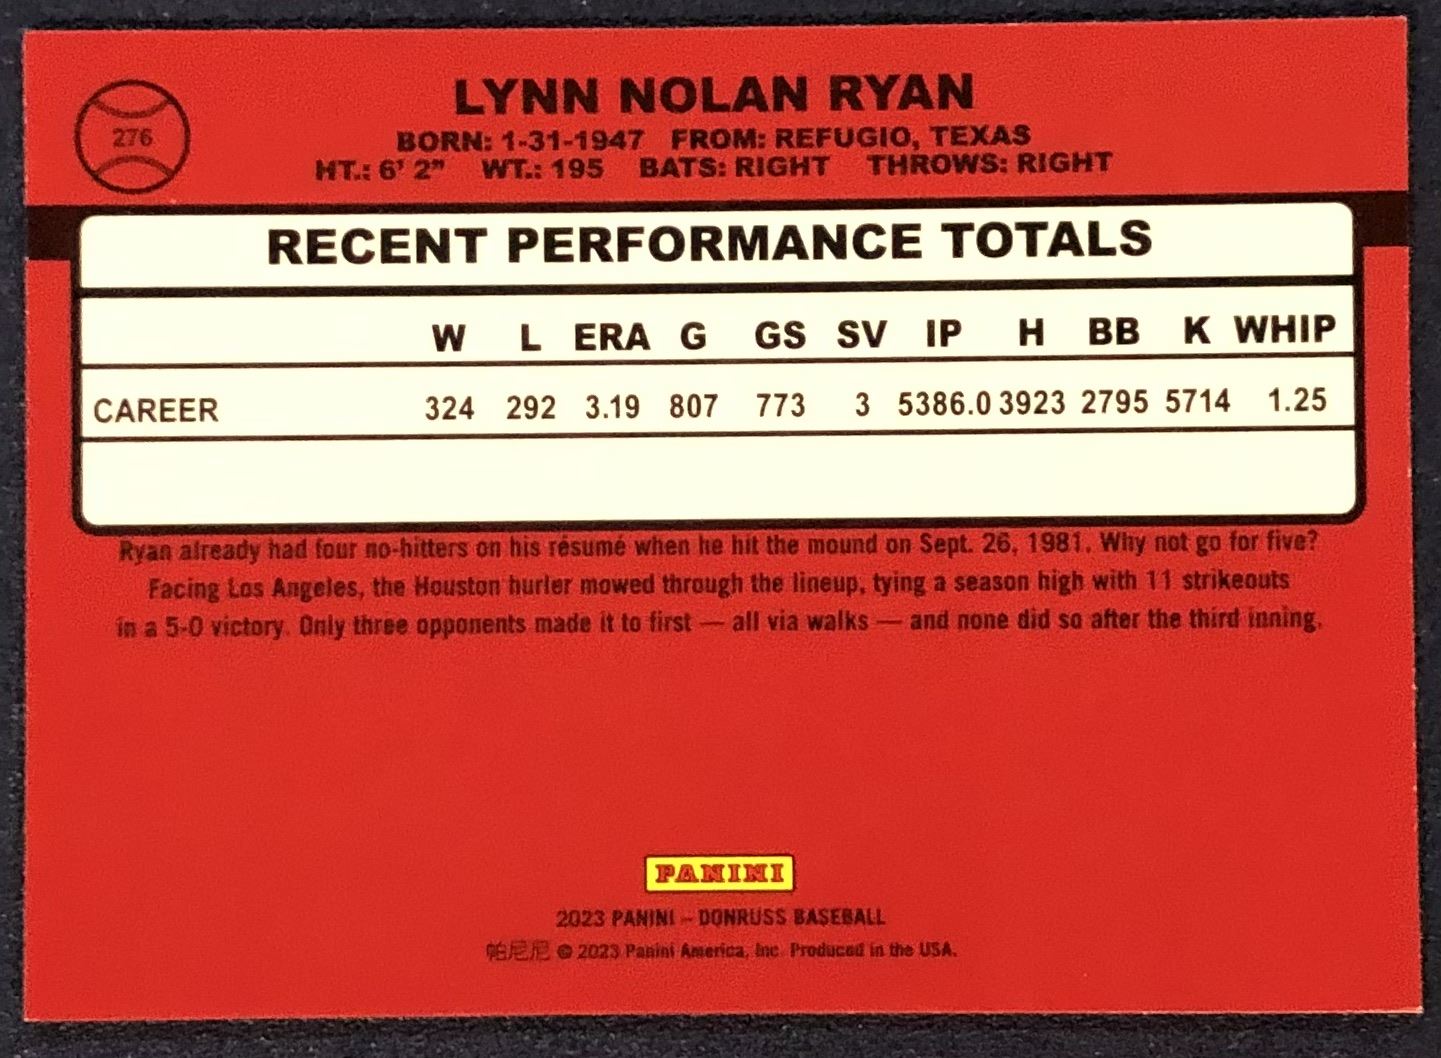 276
LYNN NOLAN RYAN
BORN: 1-31-1947 FROM: REFUGIO, TEXAS
HT.: 6' 2" WT.: 195 BATS: RIGHT THROWS: RIGHT
RECENT PERFORMANCE TOTALS
W L ERA G GS SV IP H BB K WHIP
CAREER 324 292 3.19 807 773 3 5386.0 3923 2795 5714 1.25
Ryan already had four no-hitters on his résumé when he hit the mound on Sept. 26, 1981. Why not go for five?
Facing Los Angeles, the Houston hurler mowed through the lineup, tying a season high with 11 strikeouts
in a 5-0 victory. Only three opponents made it to first — all via walks — and none did so after the third inning.
PANINI
2023 PANINI – DONRUSS BASEBALL
帕尼尼 © 2023 Panini America, Inc. Produced in the USA.